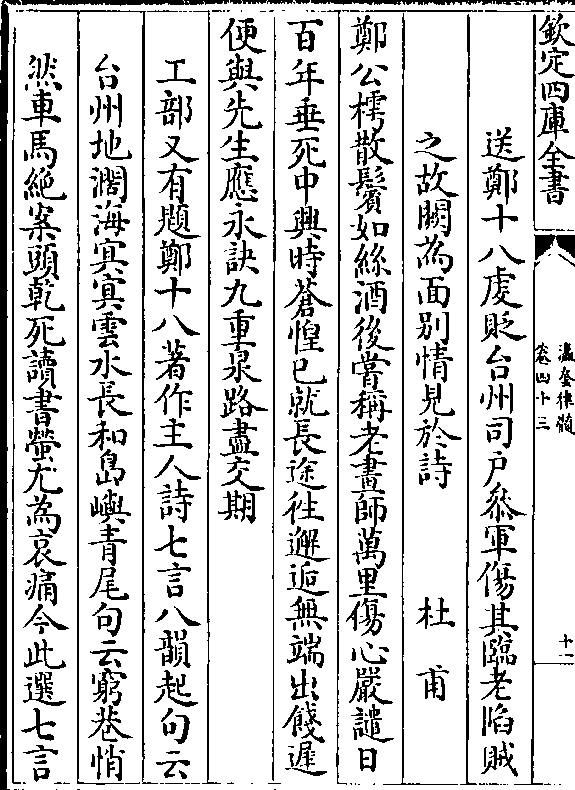 欽定四庫全書
瀛奎律髓
卷四十三
十一
送鄭十八虔貶台州司户叅軍傷其臨老䧟賊
之故闕為面别情見於詩
杜甫
鄭公樗散鬢如絲酒後嘗稱老畫師萬里傷心嚴譴日
百年垂死中興時蒼惶已就長途徃邂逅無端出餞遲
便與先生應永訣九重泉路盡交期
工部又有題鄭十八著作主人詩七言八韻起句云
台州地濶海㝠㝠雲水長和島嶼青尾句云窮巷悄
然車馬絶案頭乾死讀書螢尤為哀痛今此選七言